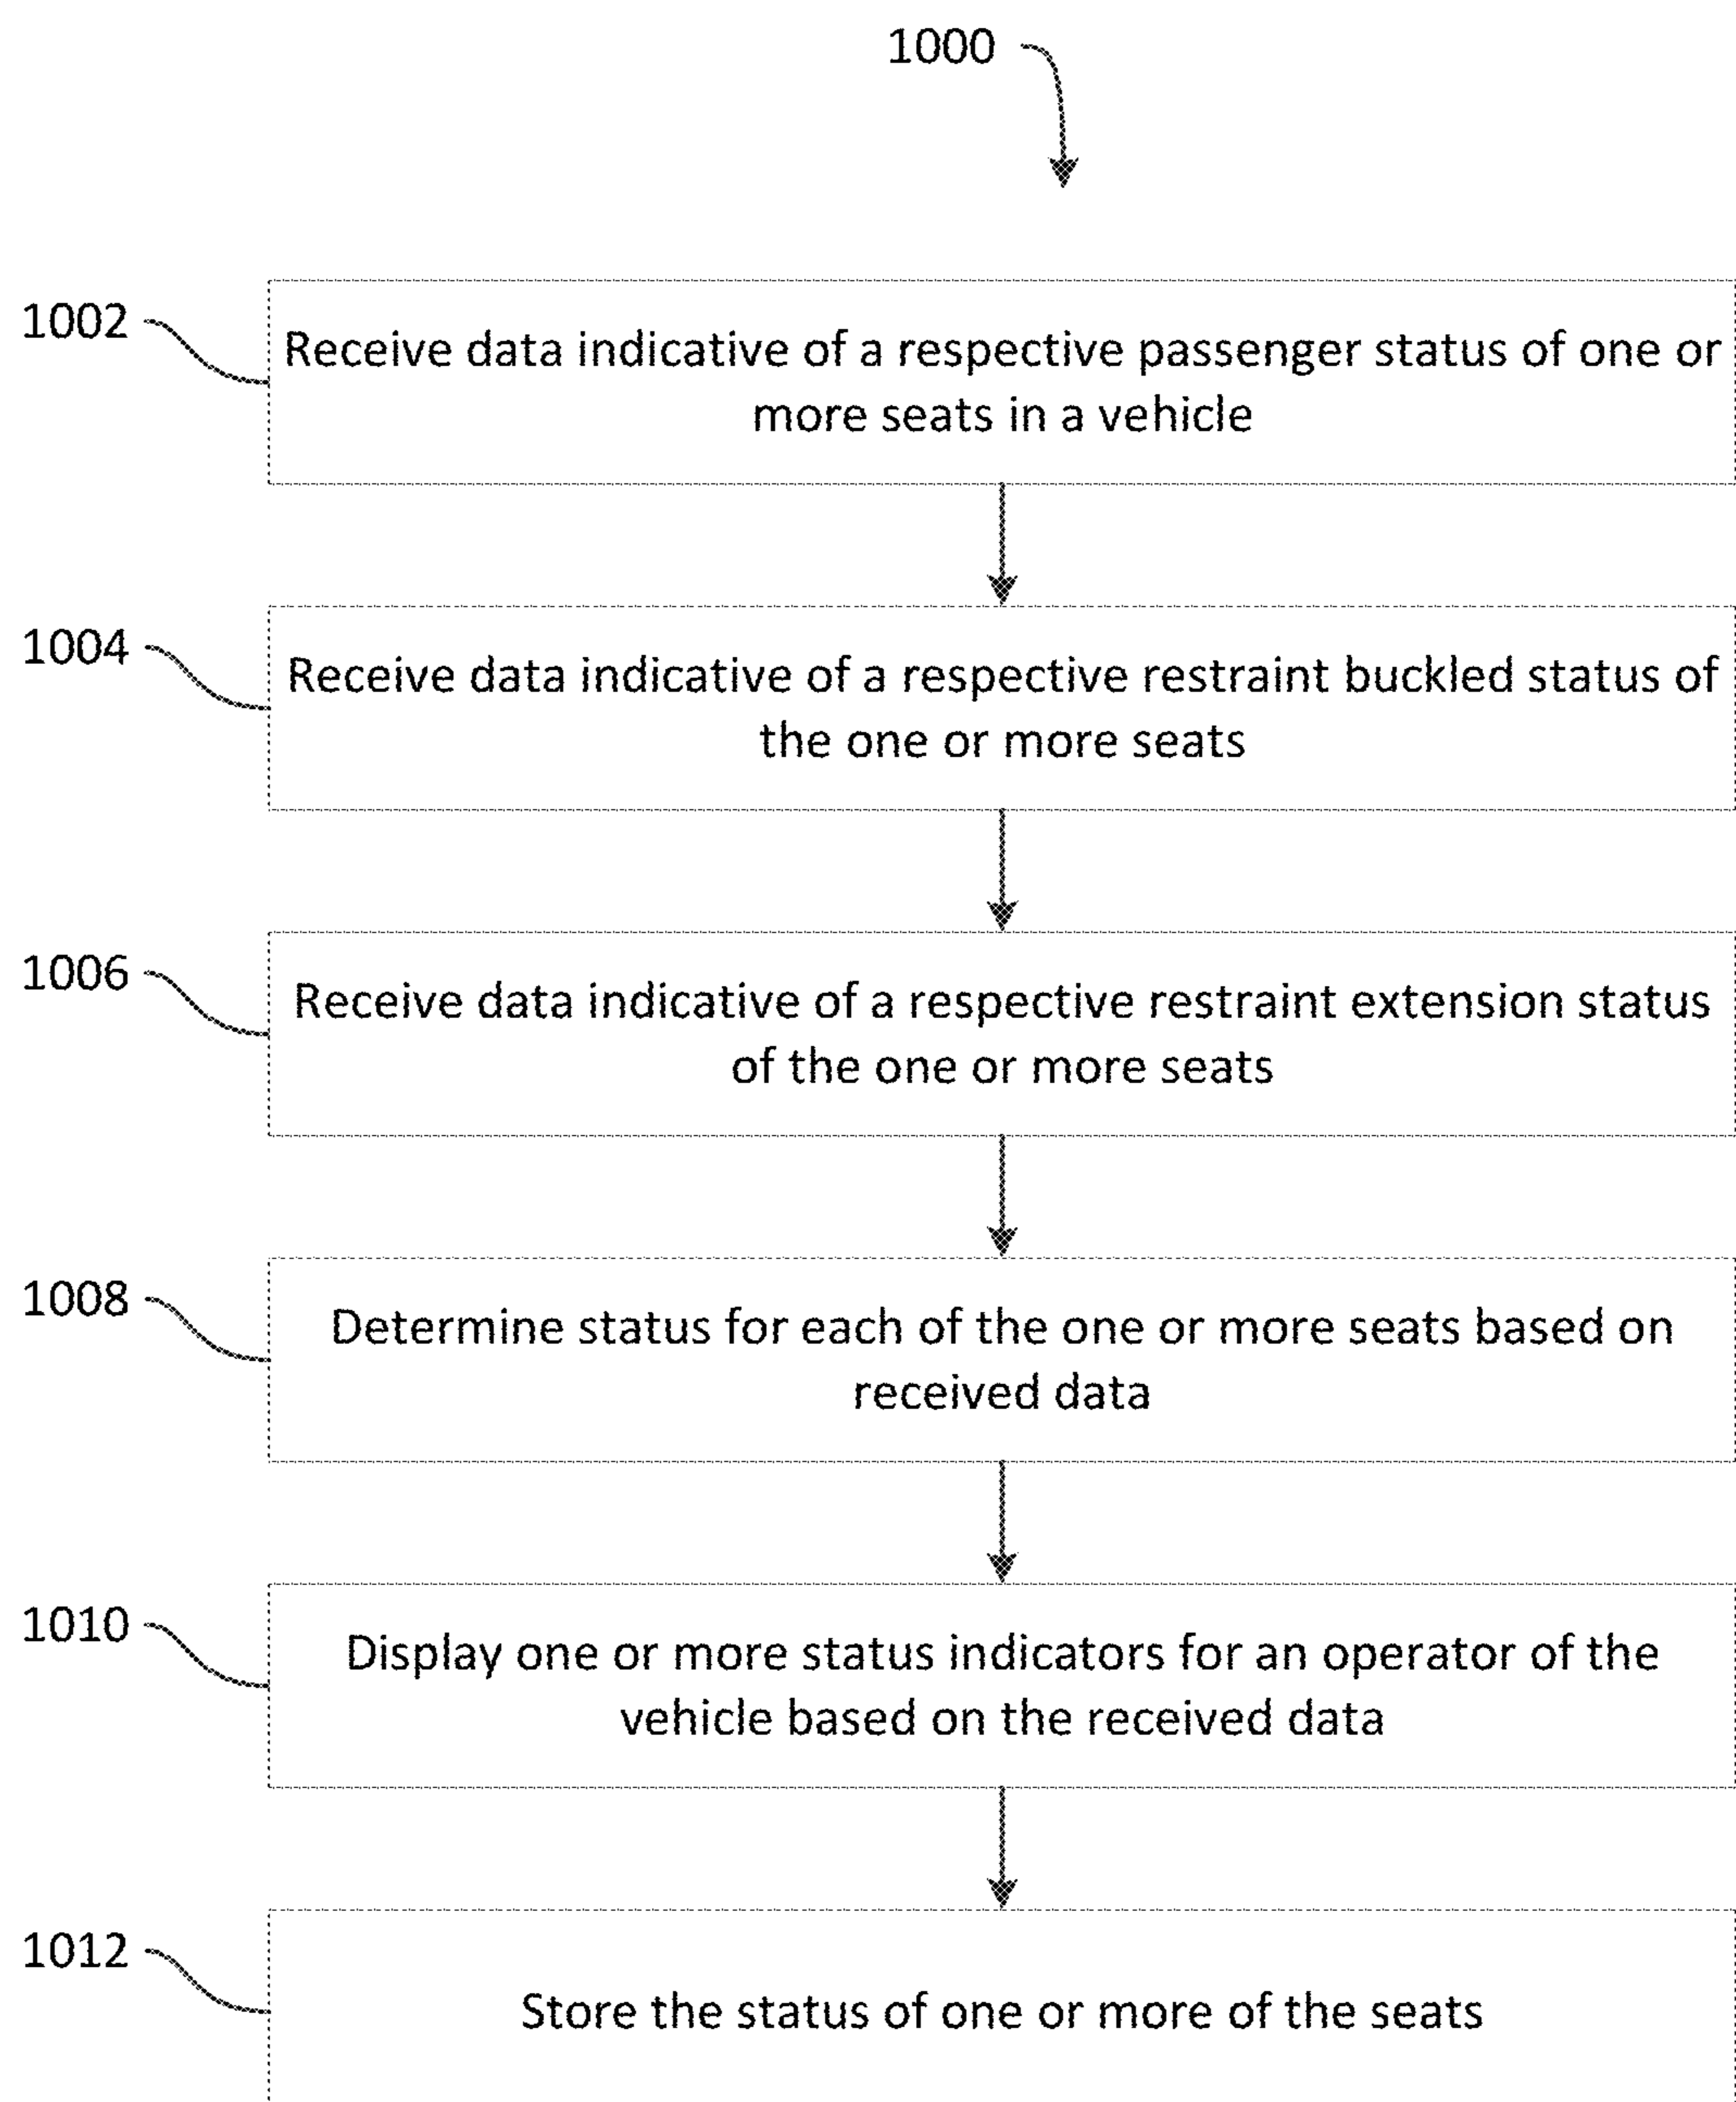 1000
1002
Receive data indicative of a respective passenger status of one or
more seats in a vehicle
1004
Receive data indicative of a respective restraint buckled status of
the one or more seats
1006
Receive data indicative of a respective restraint extension status
of the one or more seats
1008
Determine status for each of the one or more seats based on
received data
1010
Display one or more status indicators for an operator of the
vehicle based on the received data
1012
Store the status of one or more of the seats